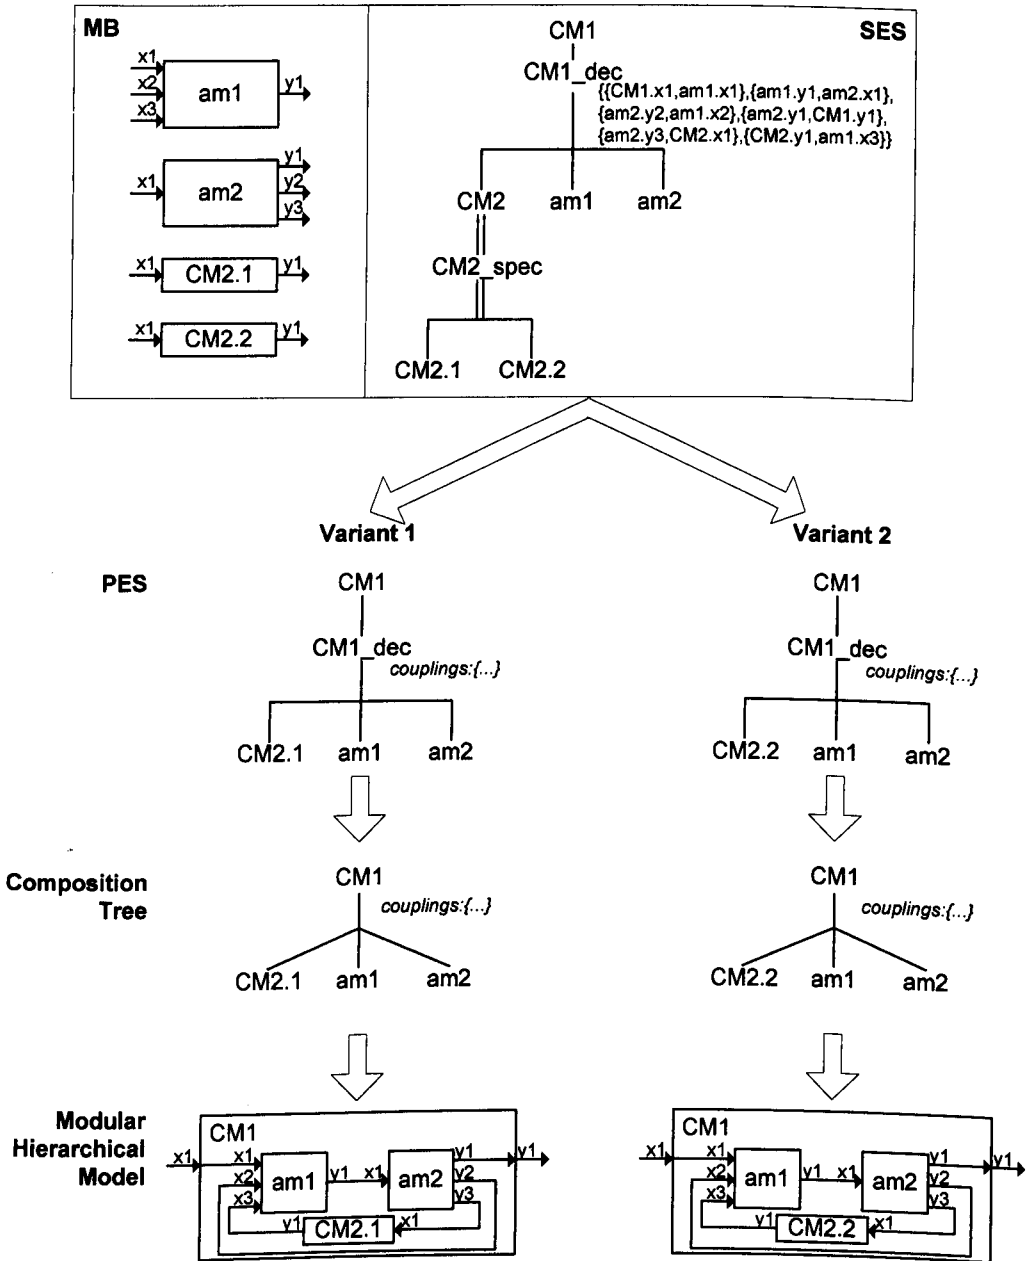 MB
SES
x1
x2
x3
am1
y1
x1
am2
y1
y2
y3
x1
CM2.1
y1
x1
CM2.2
y1
CM1
CM1_dec
{{CM1.x1,am1.x1},{am1.y1,am2.x1},
{am2.y2,am1.x2},{am2.y1,CM1.y1},
{am2.y3,CM2.x1},{CM2.y1,am1.x3}}
CM2
am1
am2
CM2_spec
CM2.1
CM2.2
Variant 1
Variant 2
PES
CM1
CM1_dec
couplings:{...}
CM2.1
am1
am2
CM1
CM1_dec
couplings:{...}
CM2.2
am1
am2
Composition
Tree
CM1
couplings:{...}
CM2.1
am1
am2
CM1
couplings:{...}
CM2.2
am1
am2
Modular
Hierarchical
Model
CM1
x1
x1
x2
x3
am1
y1
x1
am2
y1
y2
y3
y1
y1
CM2.1
x1
CM1
x1
x1
x2
x3
am1
y1
x1
am2
y1
y2
y3
y1
y1
CM2.2
x1